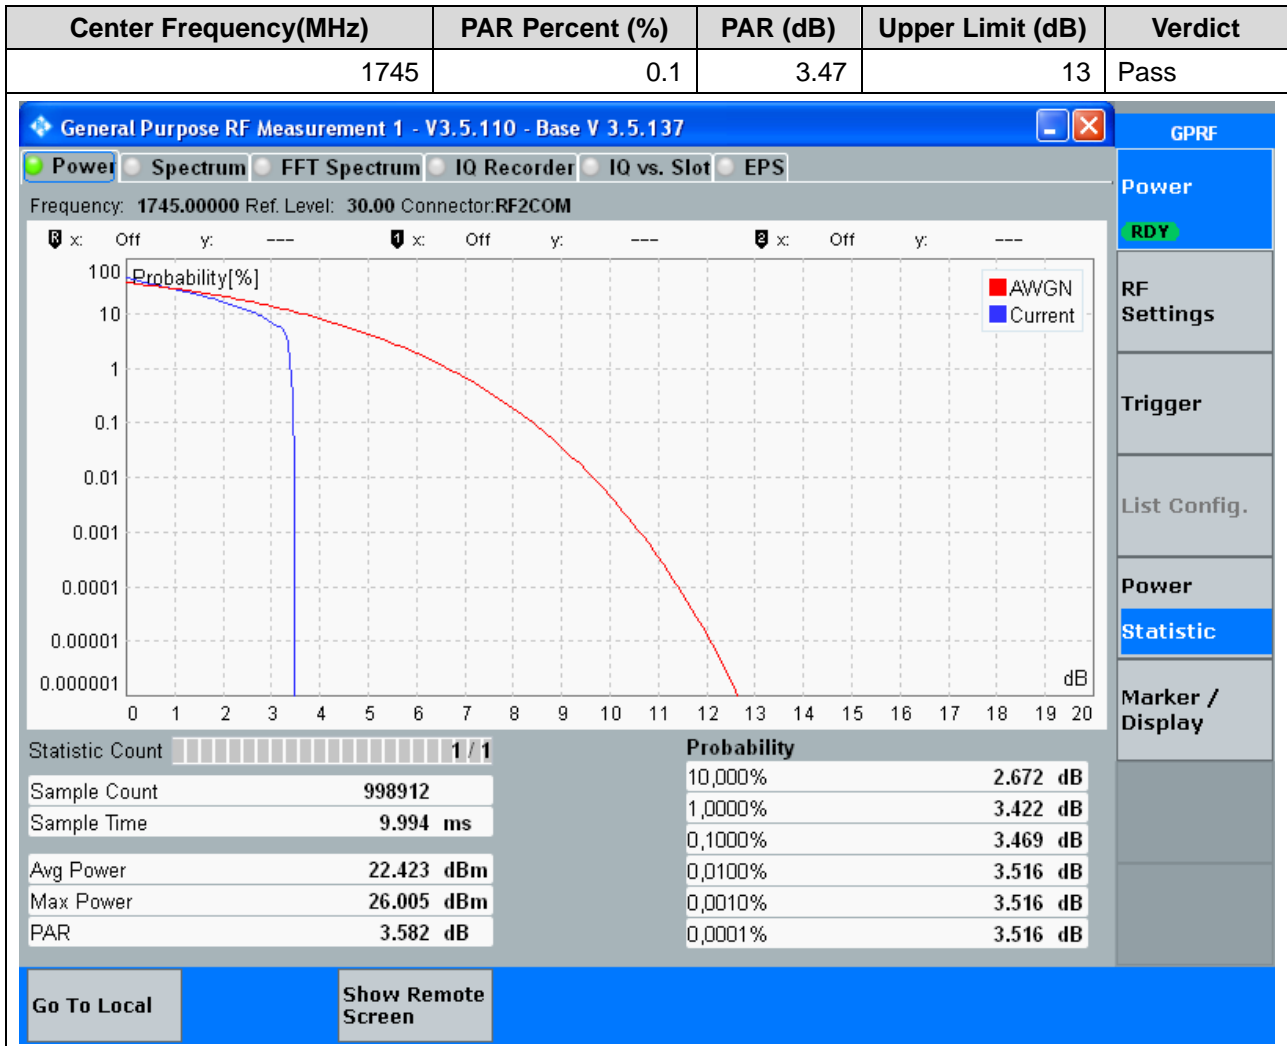 Center Frequency(MHz) PAR Percent (%) PAR (dB) Upper Limit (dB) Verdict
1745 0.1 3.47 13 Pass
General Purpose RF Measurement 1 - V3.5.110 - Base V 3.5.137
GPRF
Power Spectrum FFT Spectrum IQ Recorder IQ vs. Slot EPS
Frequency: 1745.00000 Ref. Level: 30.00 Connector:RF2COM
R x: Off y: --- 1 x: Off y: --- 2 x: Off y: ---
Probability[%]
AWGN
Current
100
10
1
0.1
0.01
0.001
0.0001
0.00001
0.000001
dB
0 1 2 3 4 5 6 7 8 9 10 11 12 13 14 15 16 17 18 19 20
Statistic Count 1 / 1
Sample Count 998912
Sample Time 9.994 ms
Avg Power 22.423 dBm
Max Power 26.005 dBm
PAR 3.582 dB
Probability
10,000% 2.672 dB
1,0000% 3.422 dB
0,1000% 3.469 dB
0,0100% 3.516 dB
0,0010% 3.516 dB
0,0001% 3.516 dB
Power
RDY
RF
Settings
Trigger
List Config.
Power
Statistic
Marker /
Display
Go To Local
Show Remote
Screen